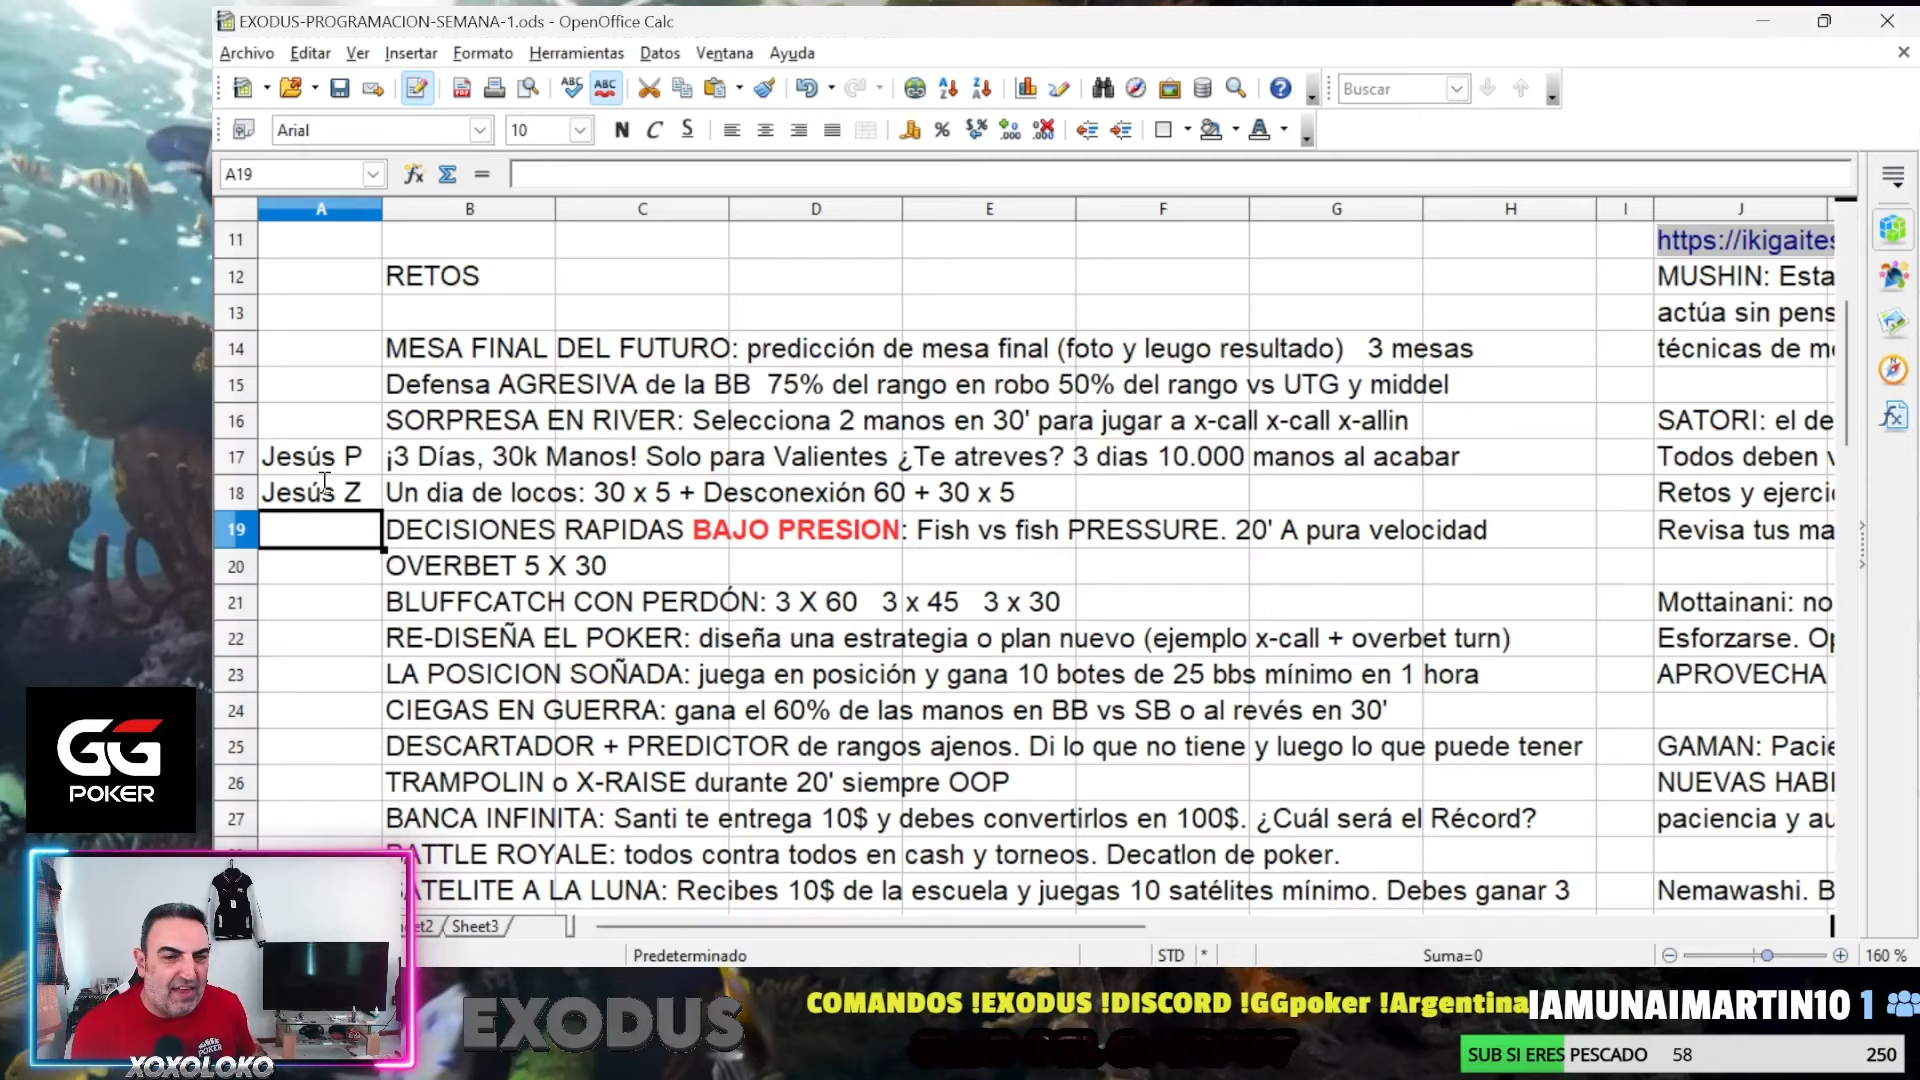 EXODUS-PROGRAMACION-SEMANA-1.ods - OpenOffice Calc
Archivo Editar Ver Insertar Formato Herramientas Datos Ventana Ayuda
Buscar
Arial 10 N C S
A19
A B C D E F G H I J
11 https://ikigaites
12 RETOS MUSHIN: Esta
13 actúa sin pens
14 MESA FINAL DEL FUTURO: predicción de mesa final (foto y leugo resultado) 3 mesas técnicas de m
15 Defensa AGRESIVA de la BB 75% del rango en robo 50% del rango vs UTG y middel
16 SORPRESA EN RIVER: Selecciona 2 manos en 30' para jugar a x-call x-call x-allin SATORI: el de
17 Jesús P ¡3 Días, 30k Manos! Solo para Valientes ¿Te atreves? 3 dias 10.000 manos al acabar Todos deben v
18 Jesús Z Un dia de locos: 30 x 5 + Desconexión 60 + 30 x 5 Retos y ejerci
19 DECISIONES RAPIDAS BAJO PRESION: Fish vs fish PRESSURE. 20' A pura velocidad Revisa tus ma
20 OVERBET 5 X 30
21 BLUFFCATCH CON PERDÓN: 3 X 60 3 x 45 3 x 30 Mottainani: no
22 RE-DISEÑA EL POKER: diseña una estrategia o plan nuevo (ejemplo x-call + overbet turn) Esforzarse. Op
23 LA POSICION SOÑADA: juega en posición y gana 10 botes de 25 bbs mínimo en 1 hora APROVECHA
24 CIEGAS EN GUERRA: gana el 60% de las manos en BB vs SB o al revés en 30'
25 DESCARTADOR + PREDICTOR de rangos ajenos. Di lo que no tiene y luego lo que puede tener GAMAN: Pacie
26 TRAMPOLIN o X-RAISE durante 20' siempre OOP NUEVAS HABI
27 BANCA INFINITA: Santi te entrega 10$ y debes convertirlos en 100$. ¿Cuál será el Récord? paciencia y au
BATTLE ROYALE: todos contra todos en cash y torneos. Decatlon de poker.
SATELITE A LA LUNA: Recibes 10$ de la escuela y juegas 10 satélites mínimo. Debes ganar 3 Nemawashi. B
Sheet3
Predeterminado STD * Suma=0 160 %
GG
POKER
XOXOLOKO
EXODUS
COMANDOS !EXODUS !DISCORD !GGpoker !Argentina
IAMUNAIMARTIN10 1
SUB SI ERES PESCADO 58 250